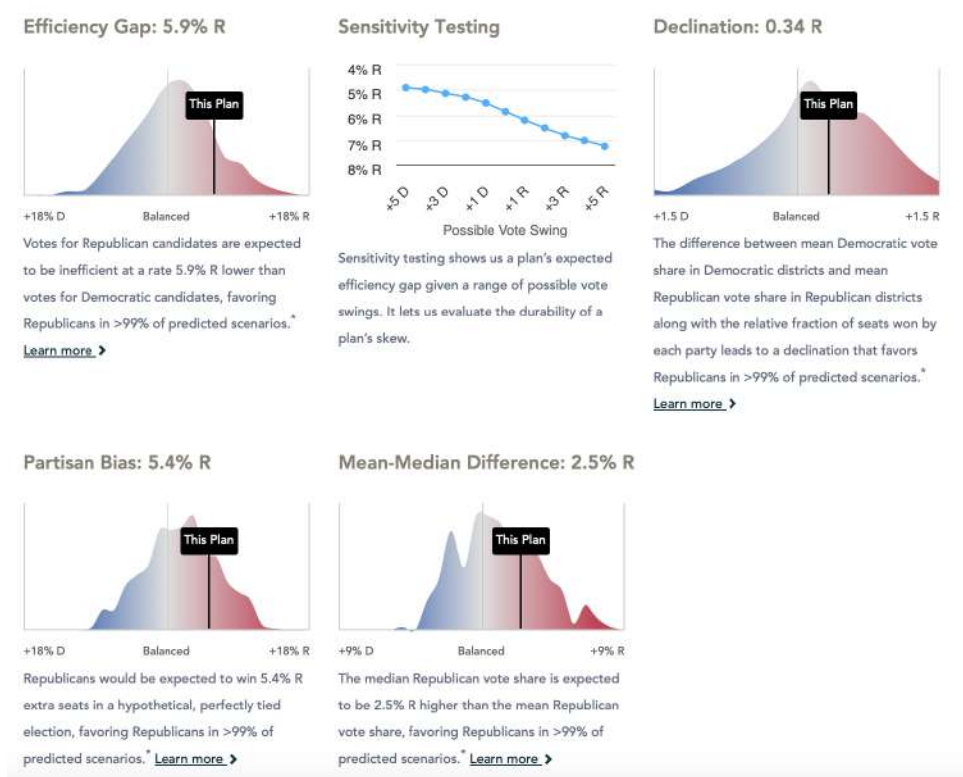 Efficiency Gap: 5.9% R
This Plan
+18% D Balanced +18% R
Votes for Republican candidates are expected
to be inefficient at a rate 5.9% R lower than
votes for Democratic candidates, favoring
Republicans in >99% of predicted scenarios.*
Learn more >
Sensitivity Testing
4% R
5% R
6% R
7% R
8% R
+5 D +3 D +1 D +1 R +3 R +5 R
Possible Vote Swing
Sensitivity testing shows us a plan's expected
efficiency gap given a range of possible vote
swings. It lets us evaluate the durability of a
plan's skew.
Declination: 0.34 R
This Plan
+1.5 D Balanced +1.5 R
The difference between mean Democratic vote
share in Democratic districts and mean
Republican vote share in Republican districts
along with the relative fraction of seats won by
each party leads to a declination that favors
Republicans in >99% of predicted scenarios.*
Learn more >
Partisan Bias: 5.4% R
This Plan
+18% D Balanced +18% R
Republicans would be expected to win 5.4% R
extra seats in a hypothetical, perfectly tied
election, favoring Republicans in >99% of
predicted scenarios.* Learn more >
Mean-Median Difference: 2.5% R
This Plan
+9% D Balanced +9% R
The median Republican vote share is expected
to be 2.5% R higher than the mean Republican
vote share, favoring Republicans in >99% of
predicted scenarios.* Learn more >